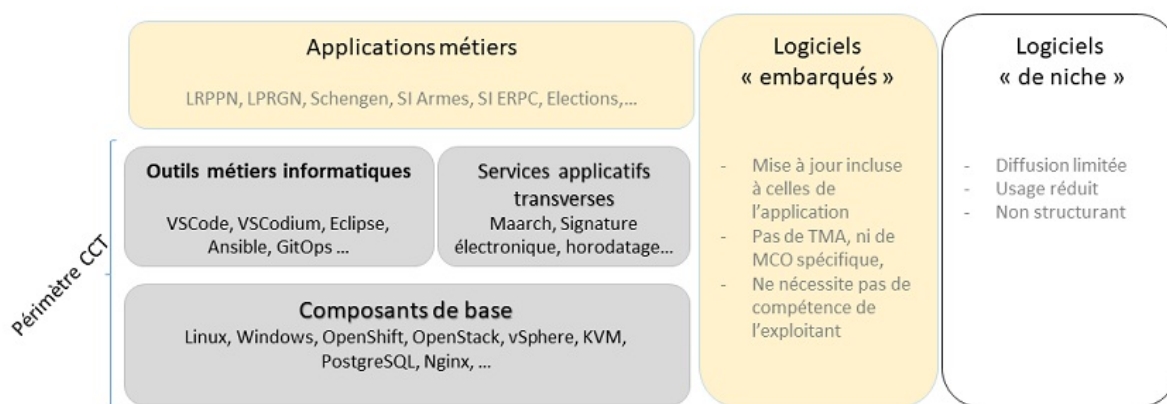 Applications métiers
LRPPN, LPRGN, Schengen, SI Armes, SI ERPC, Elections,…
Logiciels
« embarqués »
- Mise à jour incluse
à celles de
l’application
- Pas de TMA, ni de
MCO spécifique,
- Ne nécessite pas de
compétence de
l’exploitant
Logiciels
« de niche »
- Diffusion limitée
- Usage réduit
- Non structurant
Périmètre CCT
Outils métiers informatiques
VSCode, VSCodium, Eclipse,
Ansible, GitOps …
Services applicatifs
transverses
Maarch, Signature
électronique, horodatage…
Composants de base
Linux, Windows, OpenShift, OpenStack, vSphere, KVM,
PostgreSQL, Nginx, …